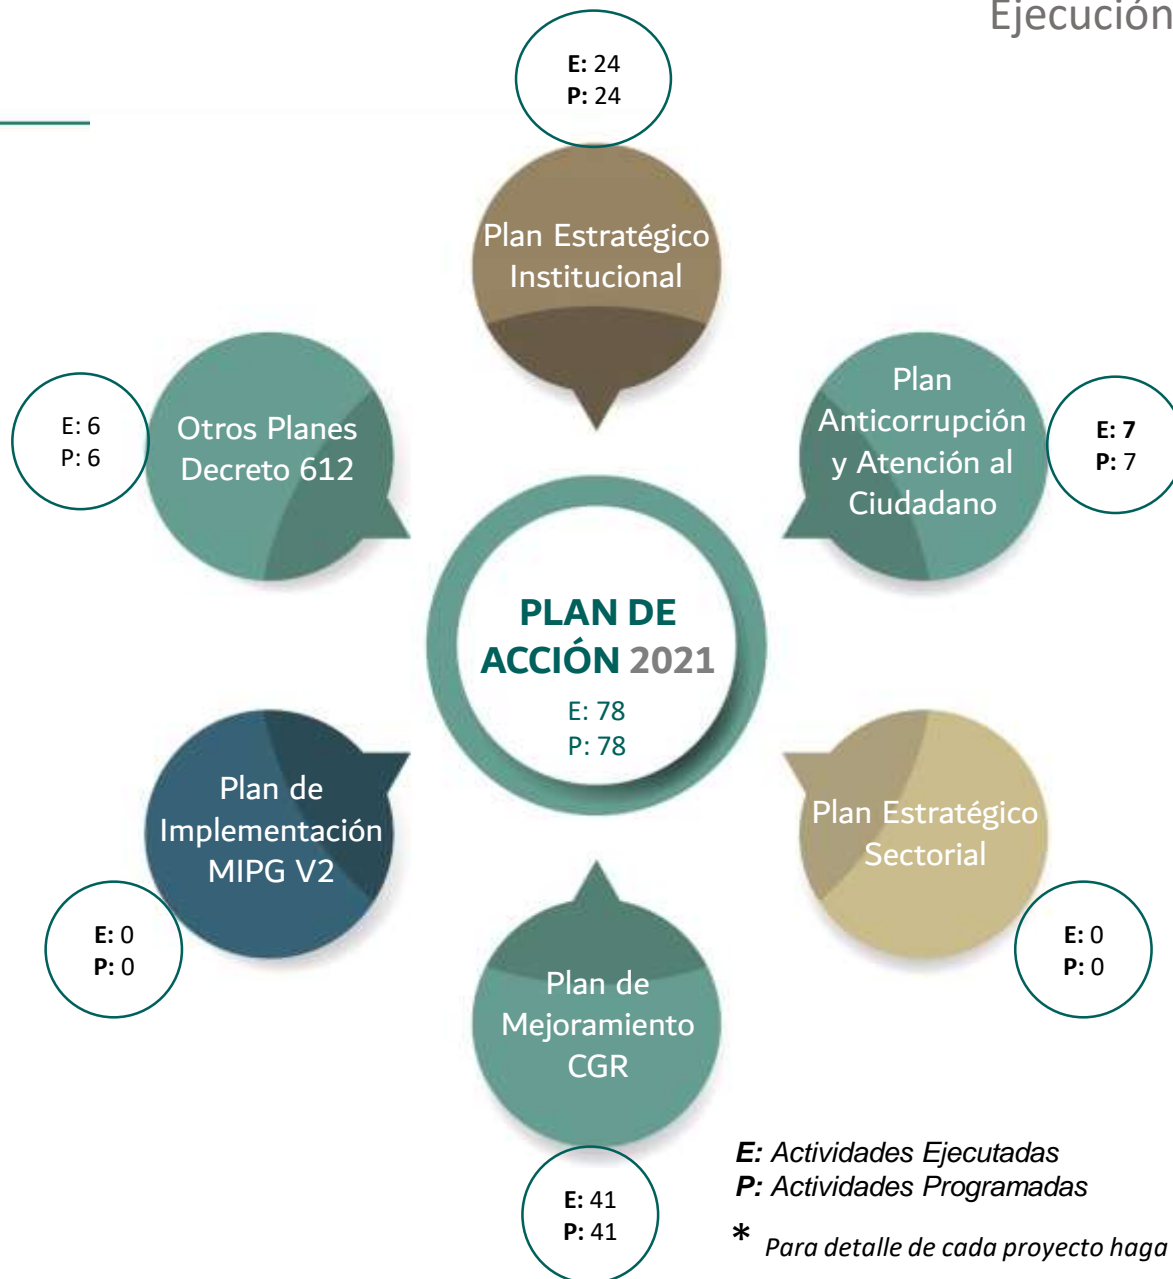 Ejecución
E: 24
P: 24
Plan Estratégico
Institucional
Plan
Anticorrupción
y Atención al
Ciudadano
E: 7
P: 7
E: 6
P: 6
Otros Planes
Decreto 612
PLAN DE
ACCIÓN 2021
E: 78
P: 78
Plan de
Implementación
MIPG V2
E: 0
P: 0
Plan Estratégico
Sectorial
E: 0
P: 0
Plan de
Mejoramiento
CGR
E: 41
P: 41
E: Actividades Ejecutadas
P: Actividades Programadas
* Para detalle de cada proyecto haga